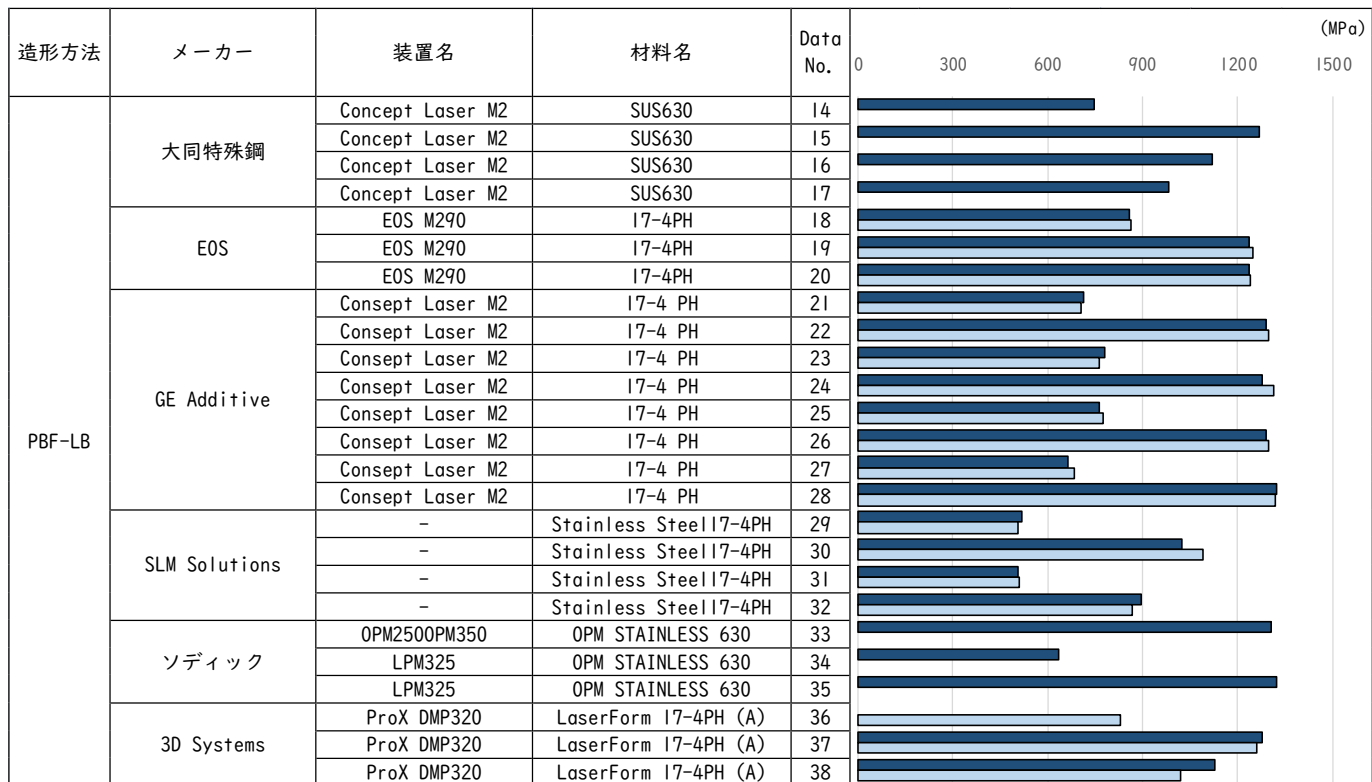 造形方法 メーカー 装置名 材料名 Data No. (MPa)
0 300 600 900 1200 1500
PBF-LB
大同特殊鋼
Concept Laser M2 SUS630 14
Concept Laser M2 SUS630 15
Concept Laser M2 SUS630 16
Concept Laser M2 SUS630 17
EOS
EOS M290 17-4PH 18
EOS M290 17-4PH 19
EOS M290 17-4PH 20
GE Additive
Consept Laser M2 17-4 PH 21
Consept Laser M2 17-4 PH 22
Consept Laser M2 17-4 PH 23
Consept Laser M2 17-4 PH 24
Consept Laser M2 17-4 PH 25
Consept Laser M2 17-4 PH 26
Consept Laser M2 17-4 PH 27
Consept Laser M2 17-4 PH 28
SLM Solutions
- Stainless Steel17-4PH 29
- Stainless Steel17-4PH 30
- Stainless Steel17-4PH 31
- Stainless Steel17-4PH 32
ソディック
OPM2500PM350 OPM STAINLESS 630 33
LPM325 OPM STAINLESS 630 34
LPM325 OPM STAINLESS 630 35
3D Systems
ProX DMP320 LaserForm 17-4PH (A) 36
ProX DMP320 LaserForm 17-4PH (A) 37
ProX DMP320 LaserForm 17-4PH (A) 38